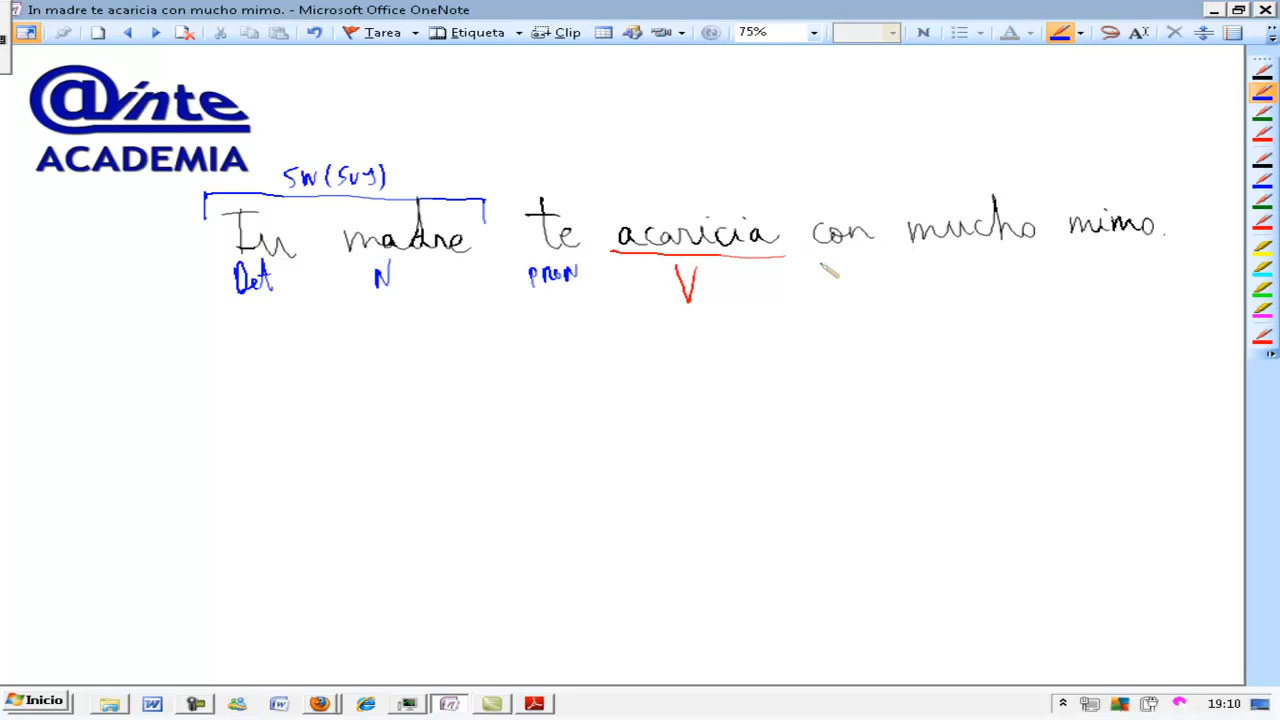 In madre te acaricia con mucho mimo. - Microsoft Office OneNote
Tarea Etiqueta Clip 75% N A
@inte
ACADEMIA
SN (Suj)
Tu madre te acaricia con mucho mimo.
Det N PRON V
Inicio 19:10